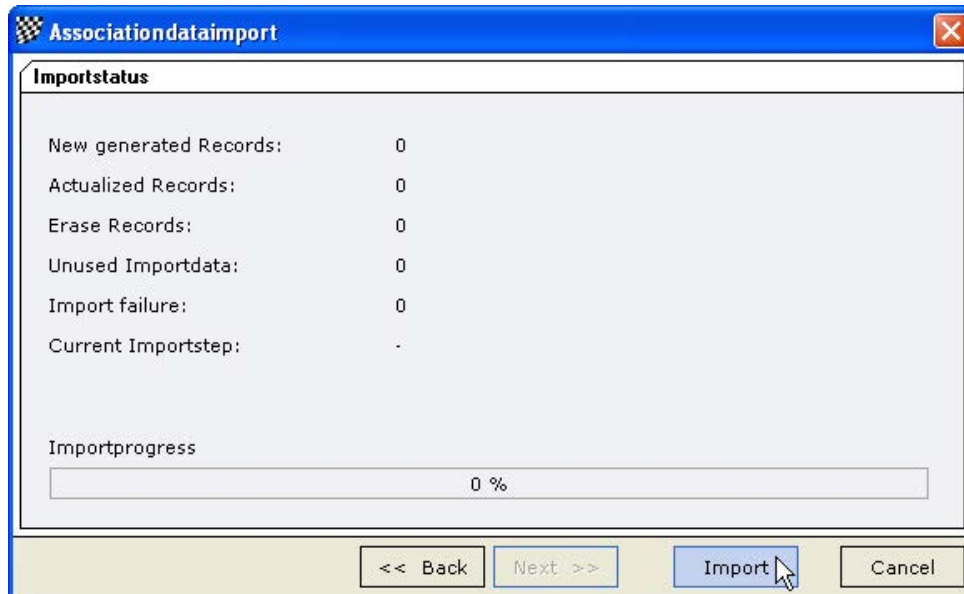 Associationdataimport
Importstatus
New generated Records: 0
Actualized Records: 0
Erase Records: 0
Unused Importdata: 0
Import failure: 0
Current Importstep: -
Importprogress
0 %
<< Back Next >> Import Cancel